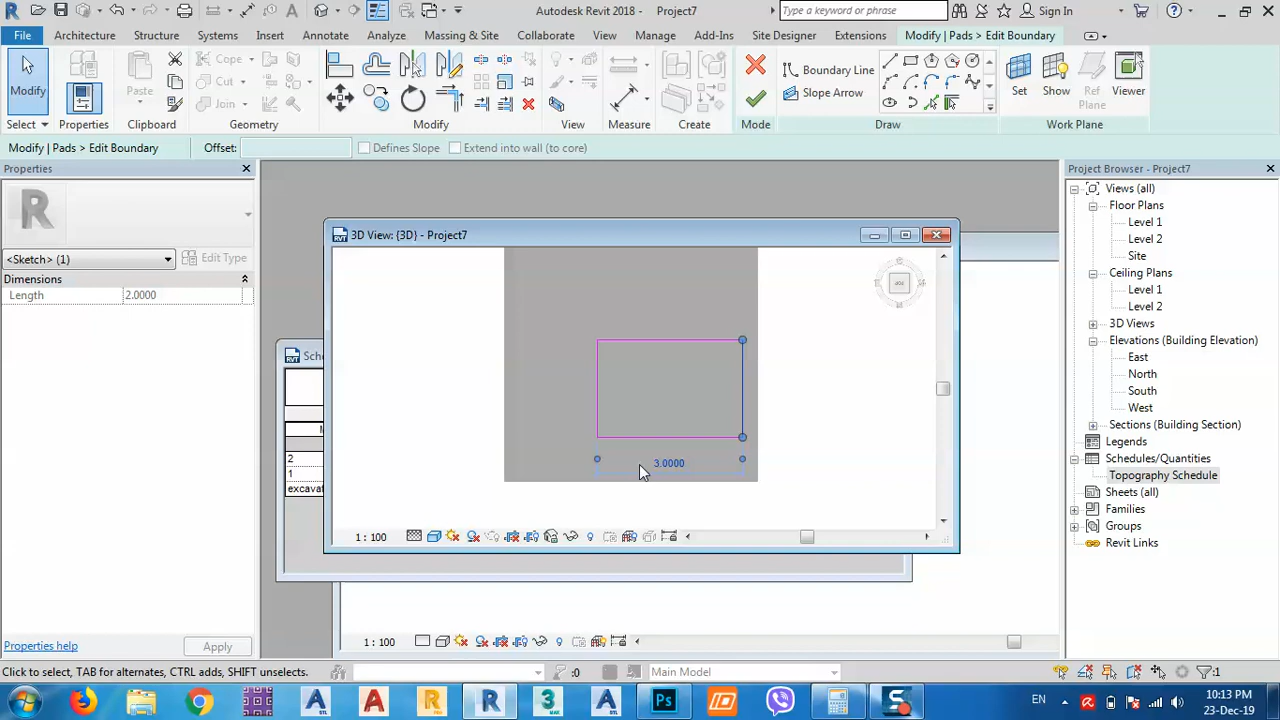 Autodesk Revit 2018 - Project7
Type a keyword or phrase
Sign In
File Architecture Structure Systems Insert Annotate Analyze Massing & Site Collaborate View Manage Add-Ins Site Designer Extensions Modify | Pads > Edit Boundary
Modify
Paste
Cope
Cut
Join
Boundary Line
Slope Arrow
Set Show Ref Plane Viewer
Select Properties Clipboard Geometry Modify View Measure Create Mode Draw Work Plane
Modify | Pads > Edit Boundary Offset: Defines Slope Extend into wall (to core)
Properties
<Sketch> (1) Edit Type
Dimensions
Length 2.0000
Properties help Apply
3D View: {3D} - Project7
3.0000
1 : 100
Sch
2
1
excava
1 : 100
Project Browser - Project7
Views (all)
Floor Plans
Level 1
Level 2
Site
Ceiling Plans
Level 1
Level 2
3D Views
Elevations (Building Elevation)
East
North
South
West
Sections (Building Section)
Legends
Schedules/Quantities
Topography Schedule
Sheets (all)
Families
Groups
Revit Links
Click to select, TAB for alternates, CTRL adds, SHIFT unselects. :0 Main Model :1
EN 10:13 PM
23-Dec-19